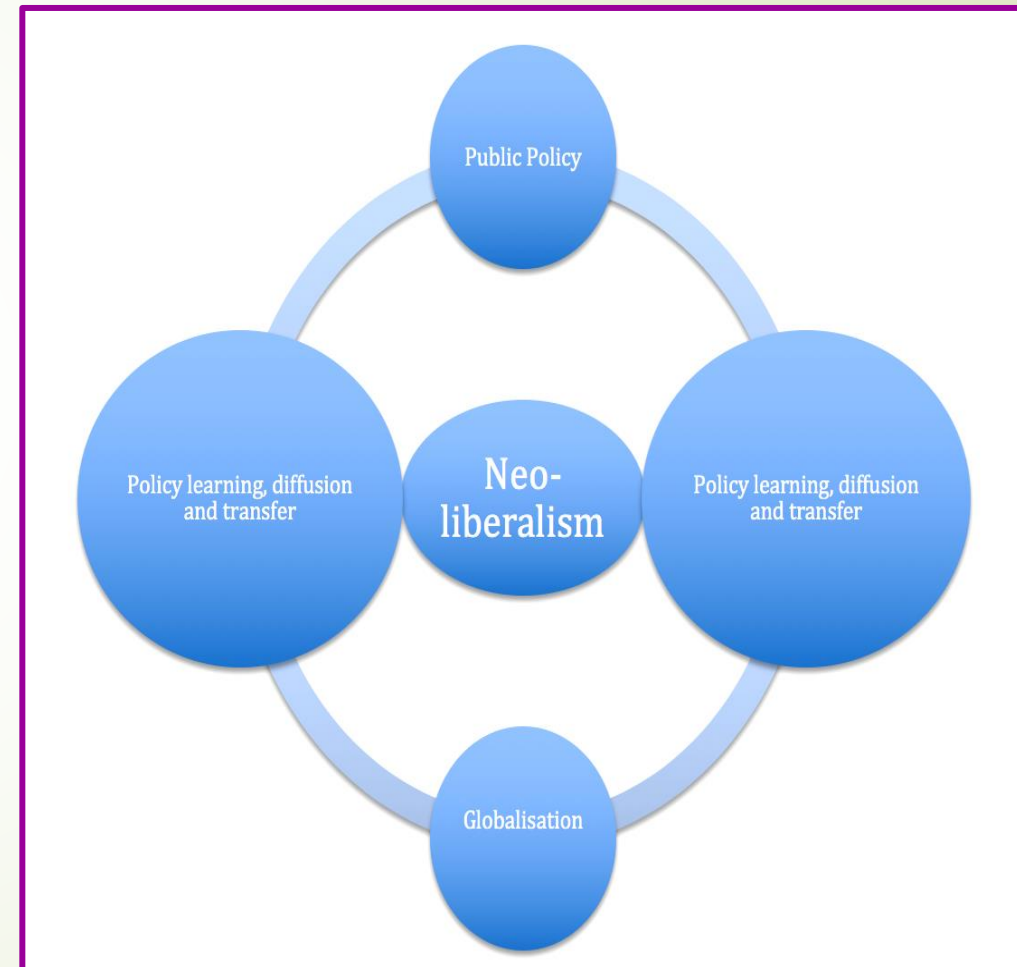 Public Policy
Policy learning, diffusion
and transfer
Neo-
liberalism
Policy learning, diffusion
and transfer
Globalisation